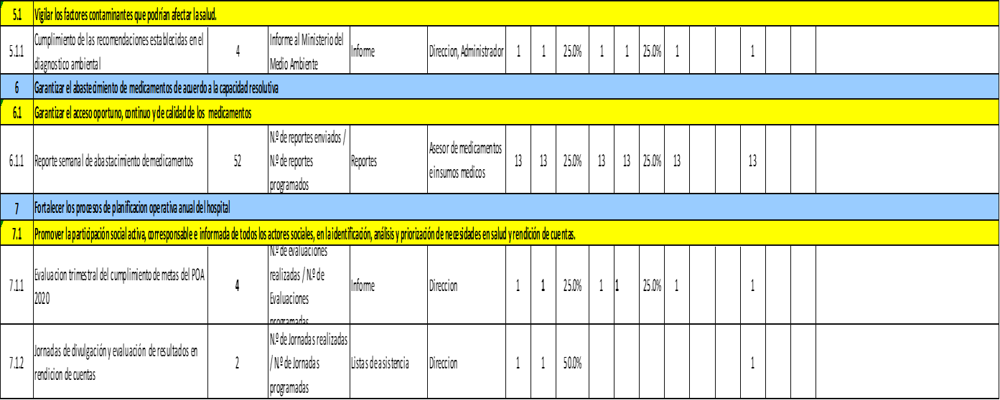 5.1 Vigilar los factores contaminantes que podrían afectar la salud.
5.1.1 Cumplimiento de las recomendaciones establecidas en el diagnostico ambiental 4 Informe al Ministerio del Medio Ambiente Informe Direccion, Administrador 1 1 25.0% 1 1 25.0% 1 1
6 Garantizar el abastecimiento de medicamentos de acuerdo a la capacidad resolutiva
6.1 Garantizar el acceso oportuno, continuo y de calidad de los medicamentos
6.1.1 Reporte semanal de abastacimiento de medicamentos 52 N.º de reportes enviados / N.º de reportes programados Reportes Asesor de medicamentos e insumos medicos 13 13 25.0% 13 13 25.0% 13 13
7 Fortalecer los procesos de planificacion operativa anual del hospital
7.1 Promover la participación social activa, corresponsable e informada de todos los actores sociales, en la identificación, análisis y priorización de necesidades en salud y rendición de cuentas.
7.1.1 Evaluacion trimestral del cumplimiento de metas del POA 2020 4 N.º de evaluaciones realizadas / N.º de Evaluaciones programadas Informe Direccion 1 1 25.0% 1 1 25.0% 1 1
7.1.2 Jornadas de divulgación y evaluación de resultados en rendicion de cuentas 2 N.º de Jornadas realizadas / N.º de Jornadas programadas Listas de asistencia Direccion 1 1 50.0% 1